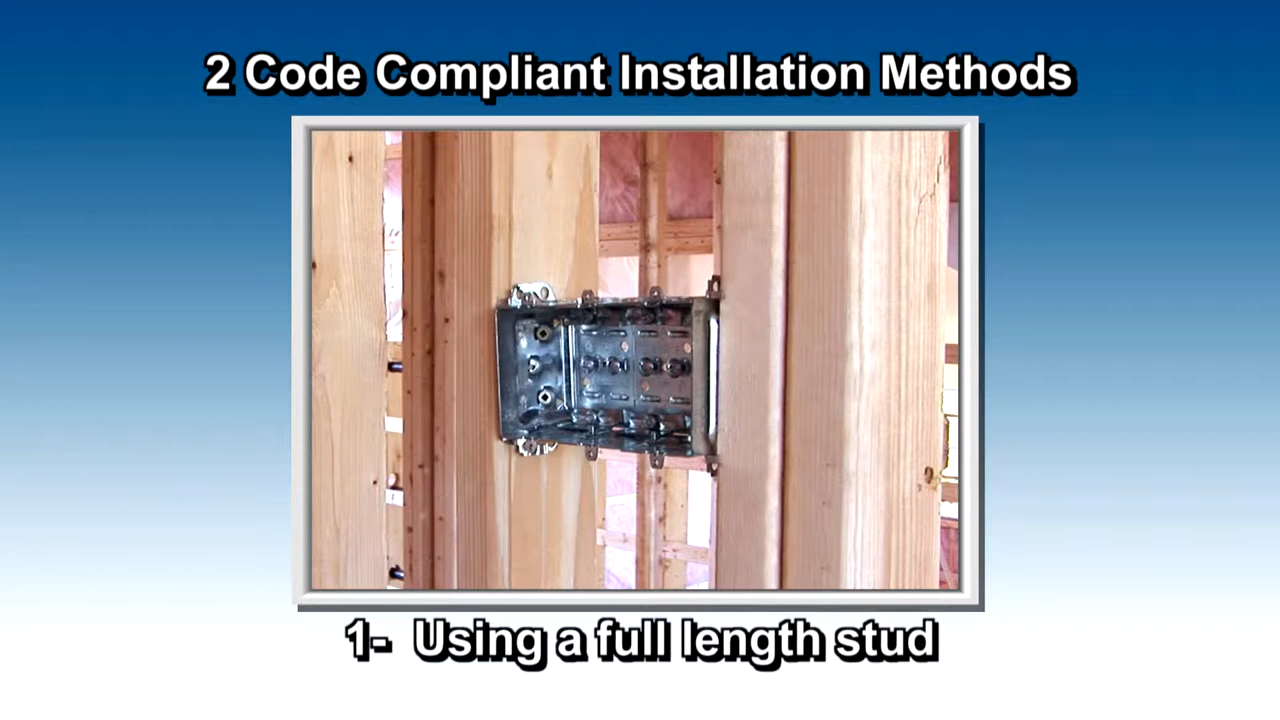 2 Code Compliant Installation Methods
1- Using a full length stud